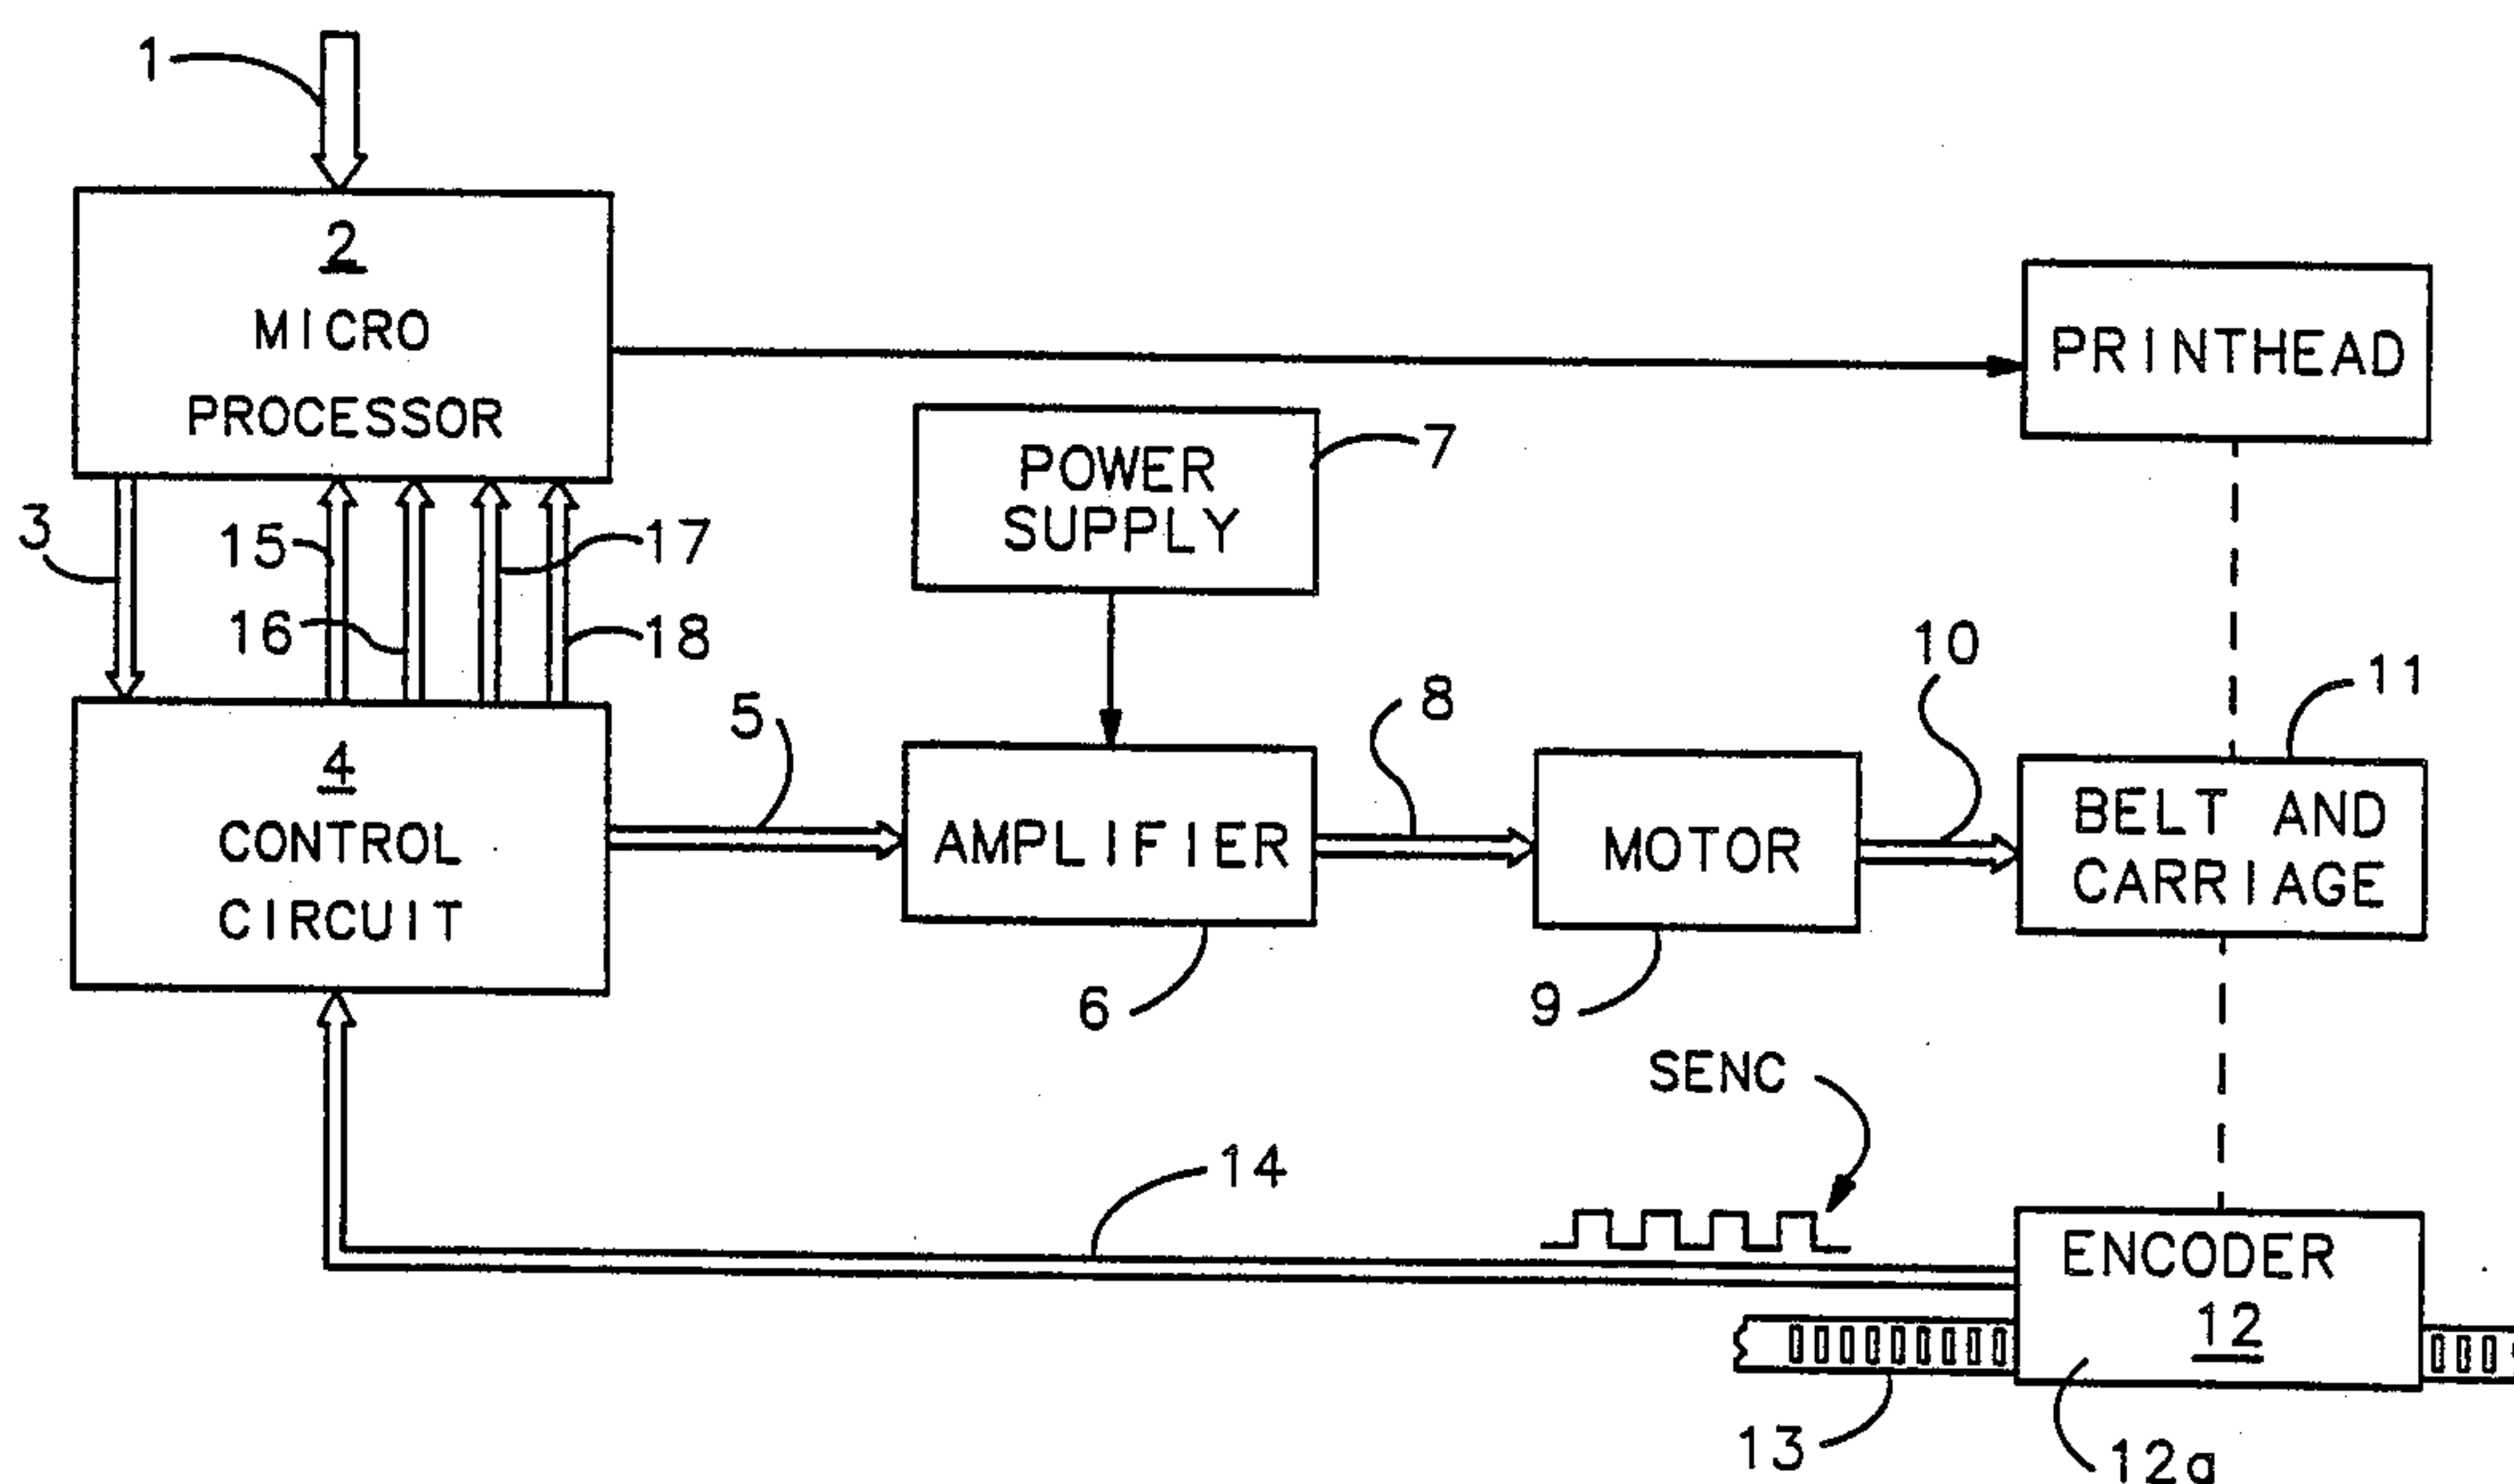 1
2
MICRO
PROCESSOR
PRINTHEAD
POWER
SUPPLY
7
3
15
17
16
18
10
11
5
8
4
CONTROL
CIRCUIT
AMPLIFIER
MOTOR
BELT AND
CARRIAGE
6
9
SENC
14
ENCODER
12
13
12a